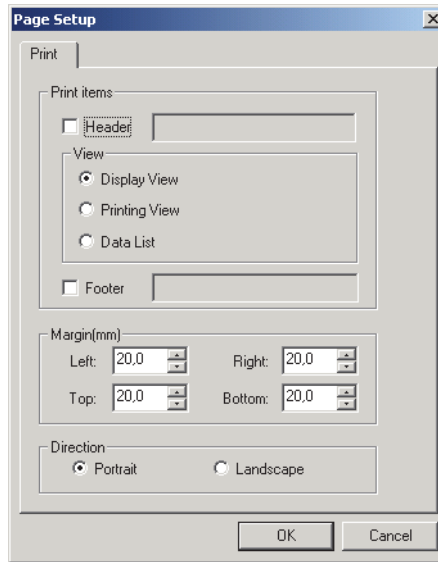 Page Setup
Print
Print items
Header
View
Display View
Printing View
Data List
Footer
Margin(mm)
Left: 20,0 Right: 20,0
Top: 20,0 Bottom: 20,0
Direction
Portrait Landscape
OK Cancel